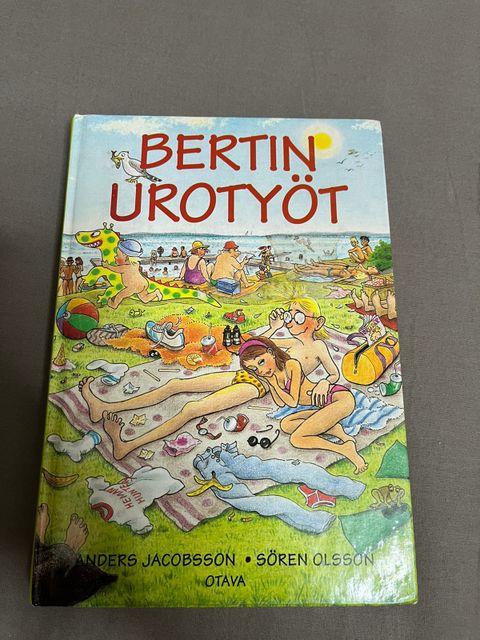 BERTIN
UROTYÖT
ANDERS JACOBSSON • SÖREN OLSSON
OTAVA